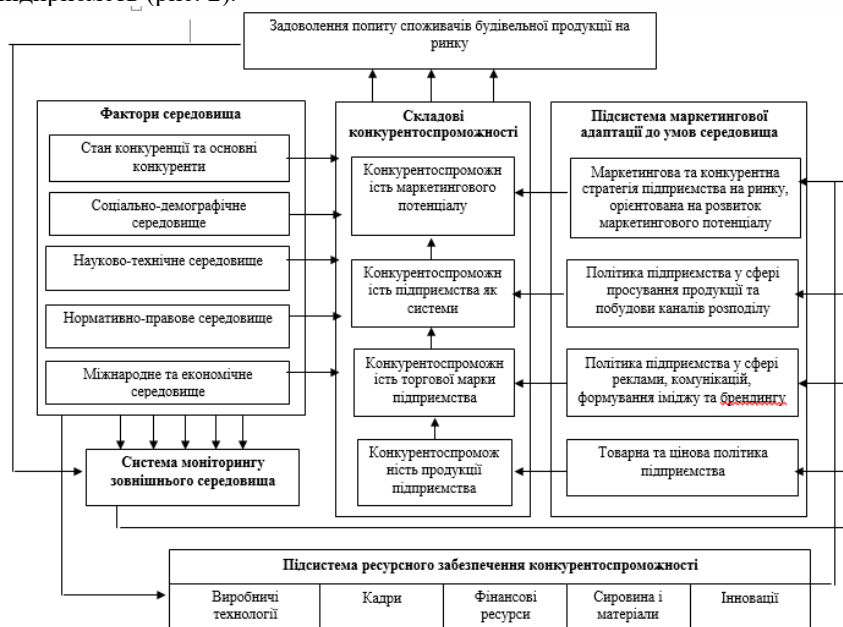 підприємств (рис. 2).
Задоволення попиту споживачів будівельної продукції на
ринку
Фактори середовища
Стан конкуренції та основні
конкуренти
Соціально-демографічне
середовище
Науково-технічне середовище
Нормативно-правове середовище
Міжнародне та економічне
середовище
Система моніторингу
зовнішнього середовища
Складові
конкурентоспроможності
Конкурентоспроможн
ість маркетингового
потенціалу
Конкурентоспроможн
ість підприємства як
системи
Конкурентоспроможн
ість торгової марки
підприємства
Конкурентоспромож
ність продукції
підприємства
Підсистема маркетингової
адаптації до умов середовища
Маркетингова та конкурентна
стратегія підприємства на ринку,
орієнтована на розвиток
маркетингового потенціалу
Політика підприємства у сфері
просування продукції та
побудови каналів розподілу
Політика підприємства у сфері
реклами, комунікацій,
формування іміджу та брендингу
Товарна та цінова політика
підприємства
Підсистема ресурсного забезпечення конкурентоспроможності
Виробничі
технології
Кадри
Фінансові
ресурси
Сировина і
матеріали
Інновації